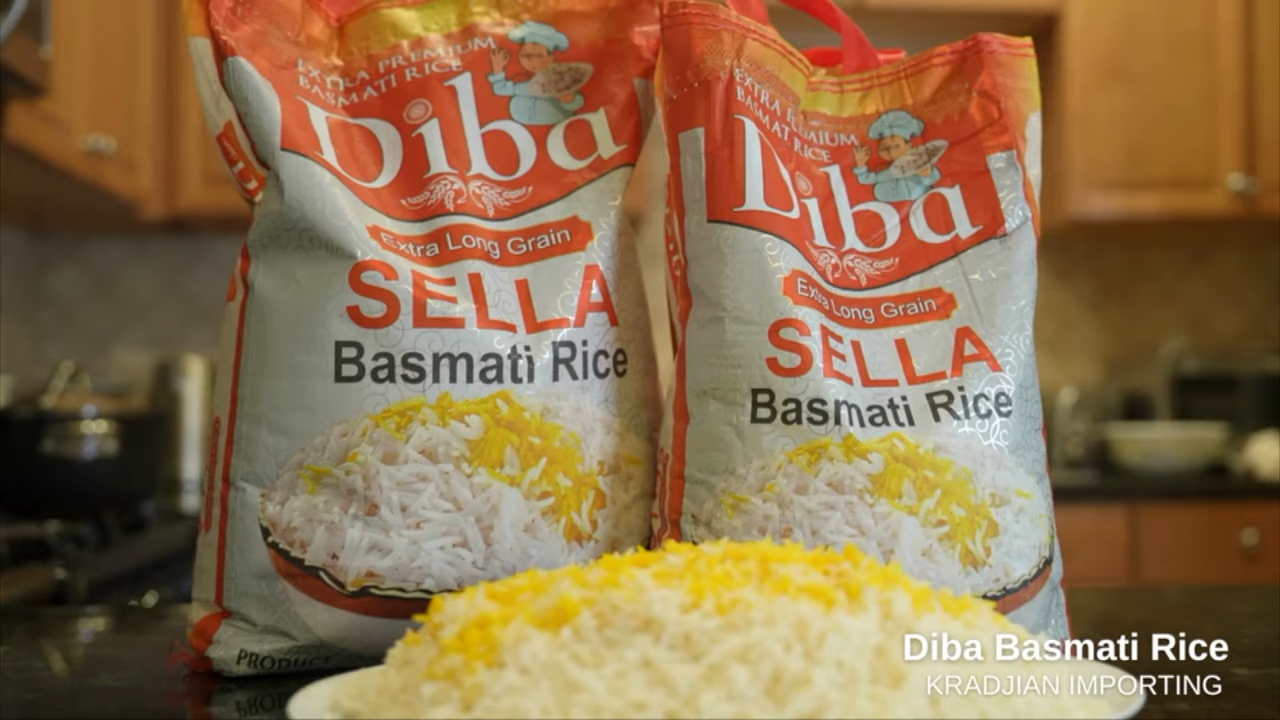 EXTRA PREMIUM
BASMATI RICE
Diba
Extra Long Grain
SELLA
Basmati Rice
EXTRA PREMIUM
BASMATI RICE
Diba
Extra Long Grain
SELLA
Basmati Rice
Diba Basmati Rice
KRADJIAN IMPORTING